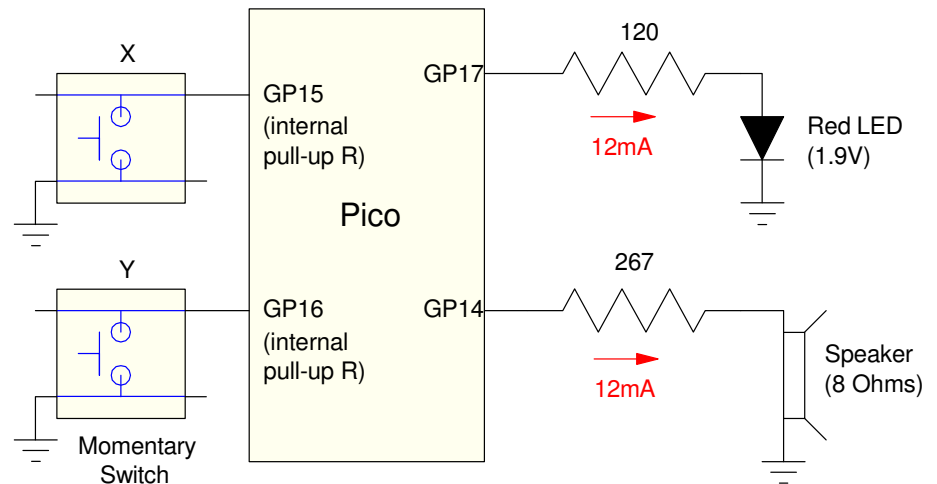 X
GP15
(internal
pull-up R)
Y
GP16
(internal
pull-up R)
Momentary
Switch
Pico
GP17
GP14
120
12mA
Red LED
(1.9V)
267
12mA
Speaker
(8 Ohms)